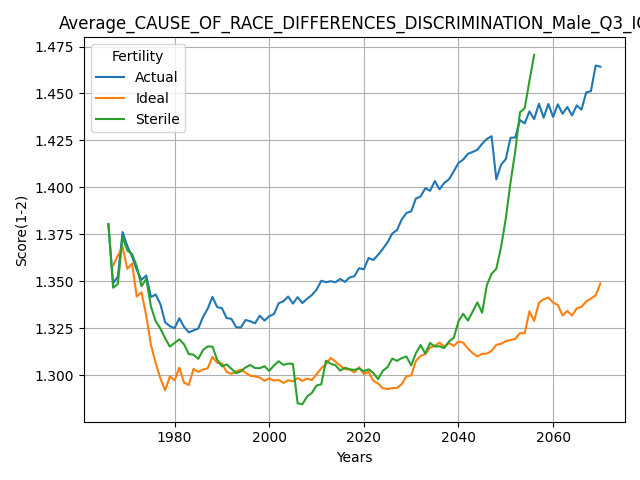 Average_CAUSE_OF_RACE_DIFFERENCES_DISCRIMINATION_Male_Q3_IC
1.475
1.450
1.425
1.400
1.375
1.350
1.325
1.300
Score(1-2)
Fertility
Actual
Ideal
Sterile
1980
2000
2020
2040
2060
Years